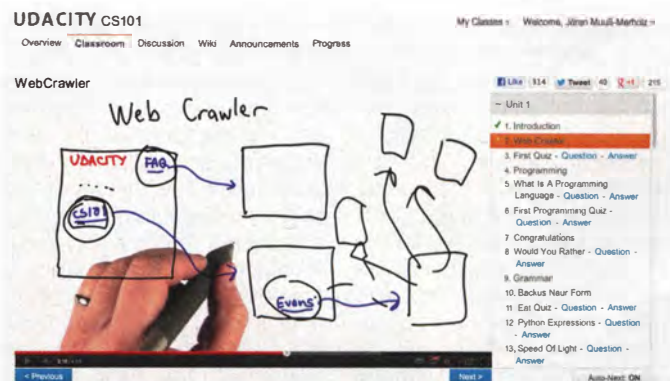 UDACITY CS101
My Classes Welcome, Jöran Muuß-Merholz
Overview Classroom Discussion Wiki Announcements Progress
WebCrawler
Like 514 Tweet 40 +1 215
Web Crawler
UDACITY
FAQ
.....
CS101
Evans'
– Unit 1
1. Introduction
2. Web Crawler
3. First Quiz - Question - Answer
4. Programming
5 What Is A Programming
Language - Question - Answer
6 First Programming Quiz -
Question - Answer
7 Congratulations
8 Would You Rather - Question -
Answer
9. Grammar
10. Backus Naur Form
11 Eat Quiz - Question - Answer
12 Python Expressions - Question
- Answer
13, Speed Of Light - Question -
Answer
< Previous
Next >
Auto-Next: ON